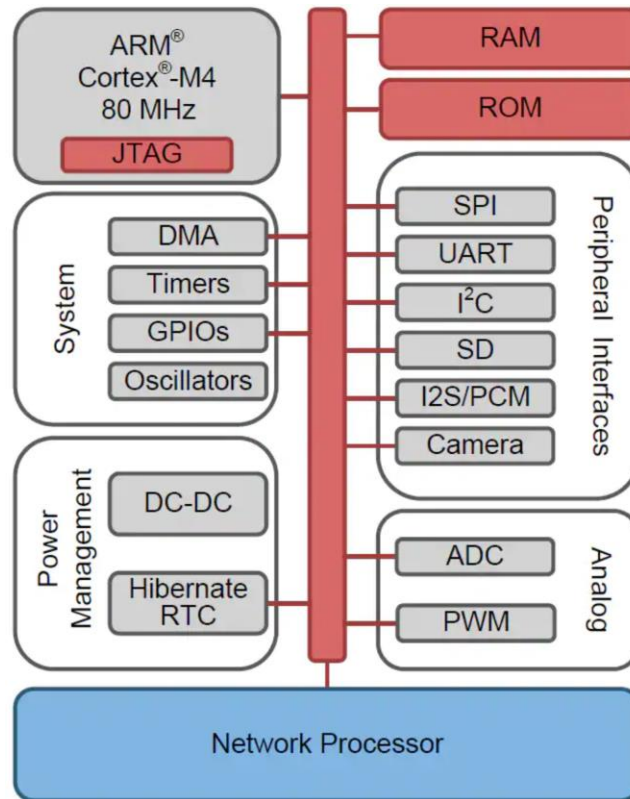 ARM®
Cortex®-M4
80 MHz
JTAG
RAM
ROM
System
DMA
Timers
GPIOs
Oscillators
Peripheral Interfaces
SPI
UART
I²C
SD
I2S/PCM
Camera
Power
Management
DC-DC
Hibernate
RTC
Analog
ADC
PWM
Network Processor